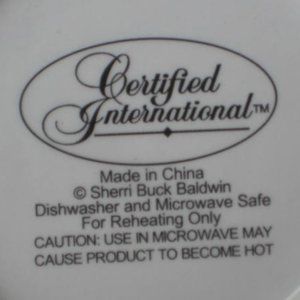 Certified
International™
Made in China
© Sherri Buck Baldwin
Dishwasher and Microwave Safe
For Reheating Only
CAUTION: USE IN MICROWAVE MAY
CAUSE PRODUCT TO BECOME HOT